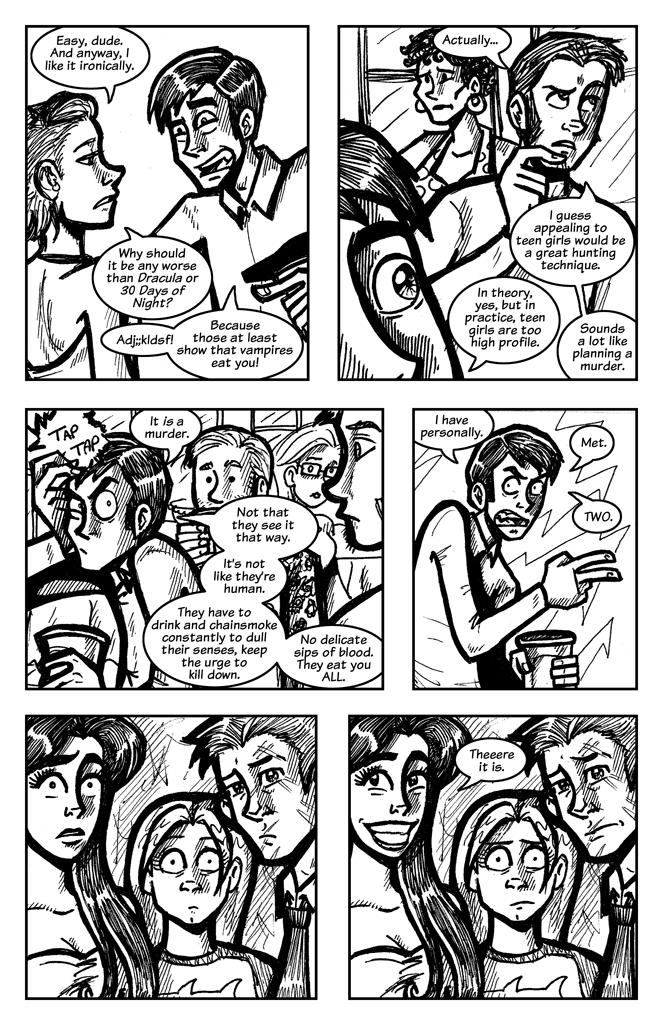 Easy, dude.
And anyway, I
like it ironically.
Why should
it be any worse
than Dracula or
30 Days of
Night?
Adj;;kldsf!
Because
those at least
show that vampires
eat you!
Actually...
I guess
appealing to
teen girls would be
a great hunting
technique.
In theory,
yes, but in
practice, teen
girls are too
high profile.
Sounds
a lot like
planning a
murder.
TAP
TAP
It is a
murder.
Not that
they see it
that way.
It's not
like they're
human.
They have to
drink and chainsmoke
constantly to dull
their senses, keep
the urge to
kill down.
No delicate
sips of blood.
They eat you
ALL.
I have
personally.
Met.
TWO.
Theeere
it is.